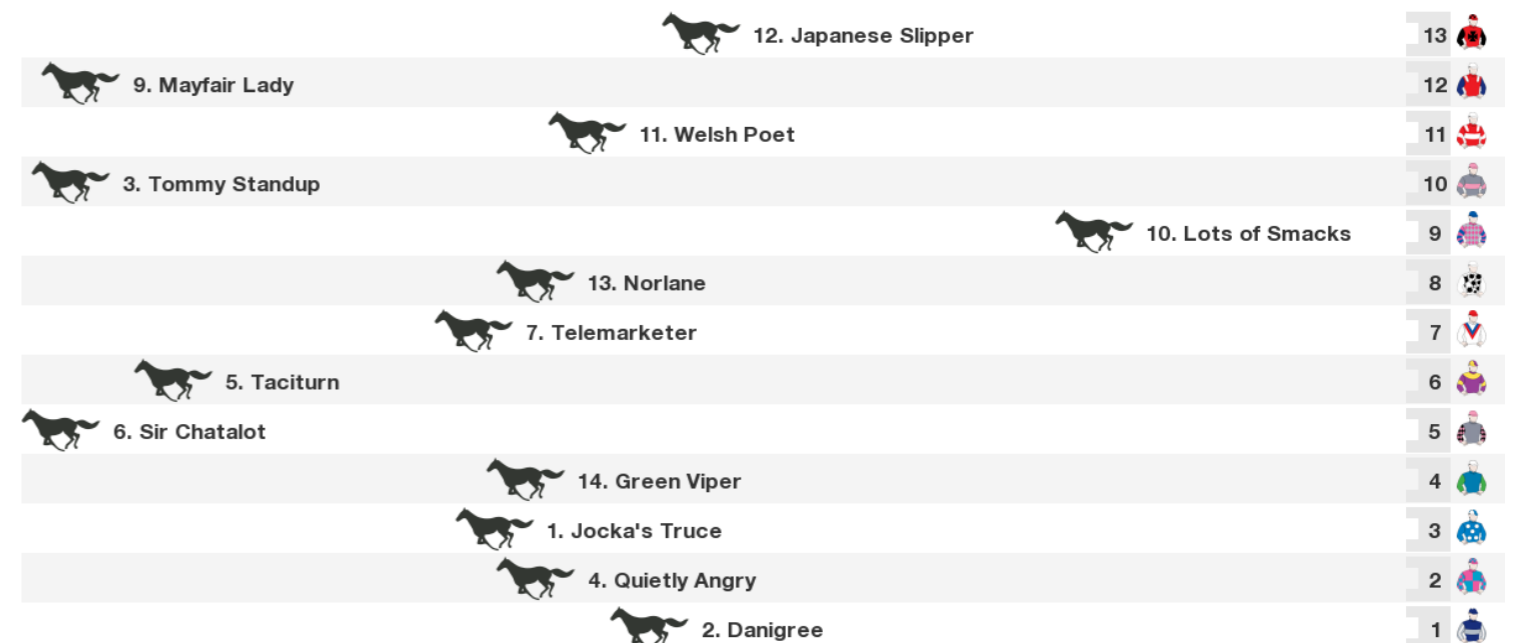 12. Japanese Slipper 13
9. Mayfair Lady 12
11. Welsh Poet 11
3. Tommy Standup 10
10. Lots of Smacks 9
13. Norlane 8
7. Telemarketer 7
5. Taciturn 6
6. Sir Chatalot 5
14. Green Viper 4
1. Jocka's Truce 3
4. Quietly Angry 2
2. Danigree 1